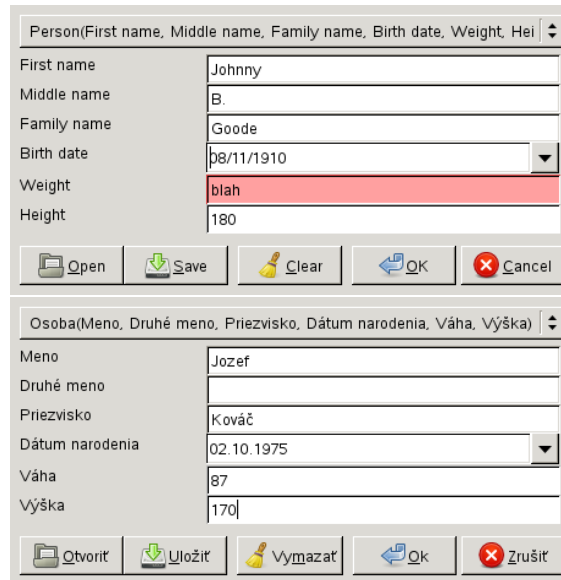 Person(First name, Middle name, Family name, Birth date, Weight, Hei
First name Johnny
Middle name B.
Family name Goode
Birth date 08/11/1910
Weight blah
Height 180
Open Save Clear OK Cancel
Osoba(Meno, Druhé meno, Priezvisko, Dátum narodenia, Váha, Výška)
Meno Jozef
Druhé meno
Priezvisko Kováč
Dátum narodenia 02.10.1975
Váha 87
Výška 170
Otvoriť Uložiť Vymazať Ok Zrušiť